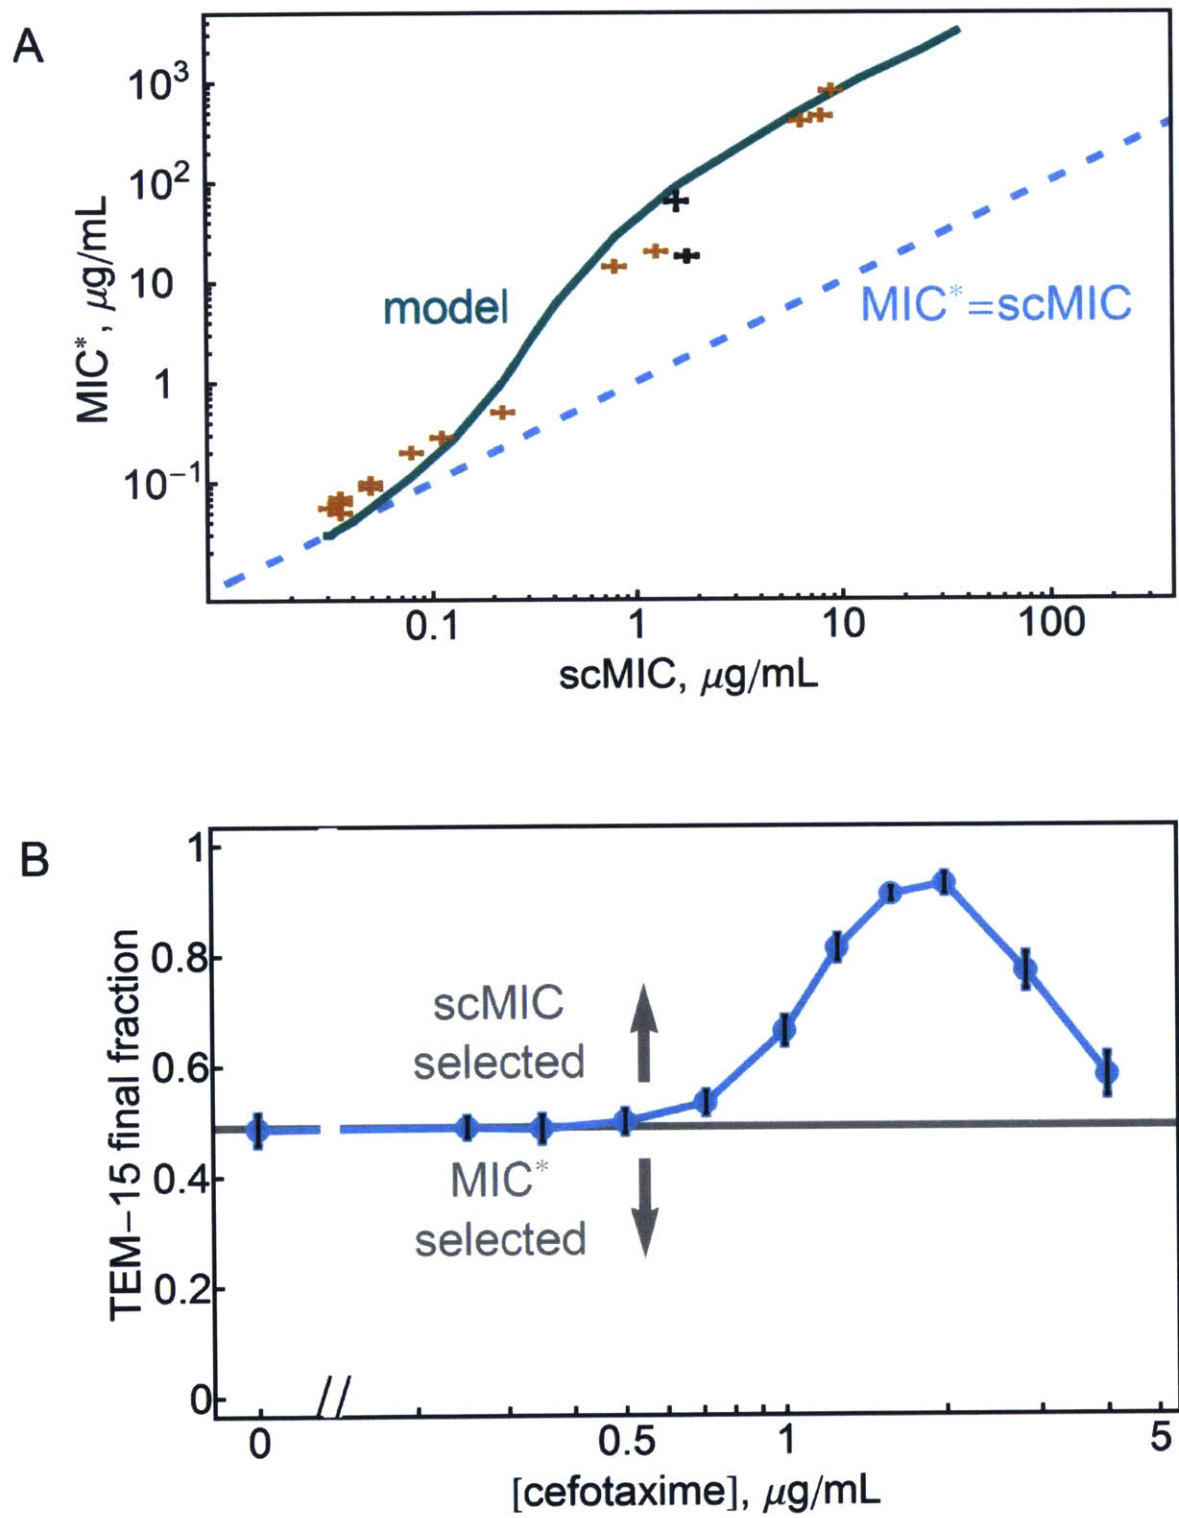 A
10³
10²
10
1
10⁻¹
MIC*, μg/mL
model
MIC*=scMIC
0.1 1 10 100
scMIC, μg/mL
B
1
0.8
0.6
0.4
0.2
0
TEM−15 final fraction
scMIC
selected
MIC*
selected
0 0.5 1 5
[cefotaxime], μg/mL